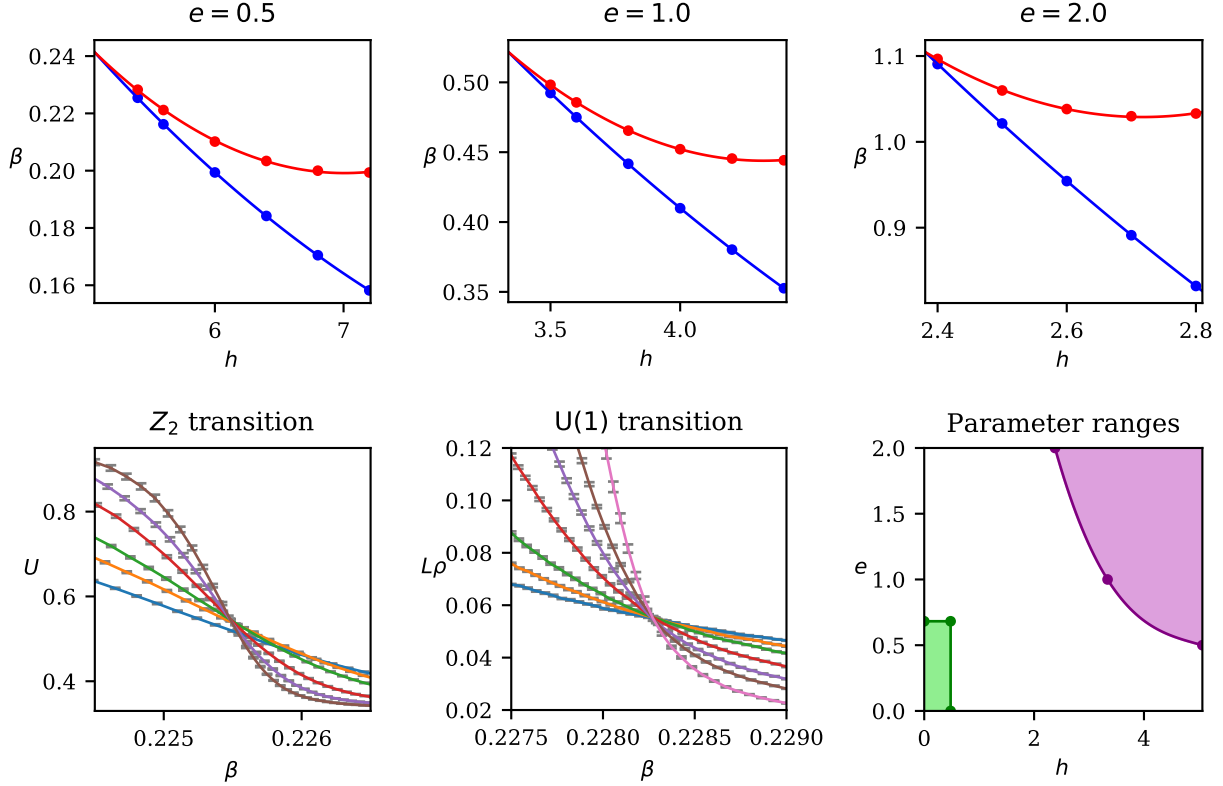 e = 0.5
0.24
0.22
0.20
0.18
0.16
β
6
7
h
e = 1.0
0.50
0.45
0.40
0.35
β
3.5
4.0
h
e = 2.0
1.1
1.0
0.9
β
2.4
2.6
2.8
h
Z2 transition
0.8
0.6
0.4
U
0.225
0.226
β
U(1) transition
0.12
0.10
0.08
0.06
0.04
0.02
Lρ
0.2275
0.2280
0.2285
0.2290
β
Parameter ranges
2.0
1.5
1.0
0.5
0.0
e
0
2
4
h